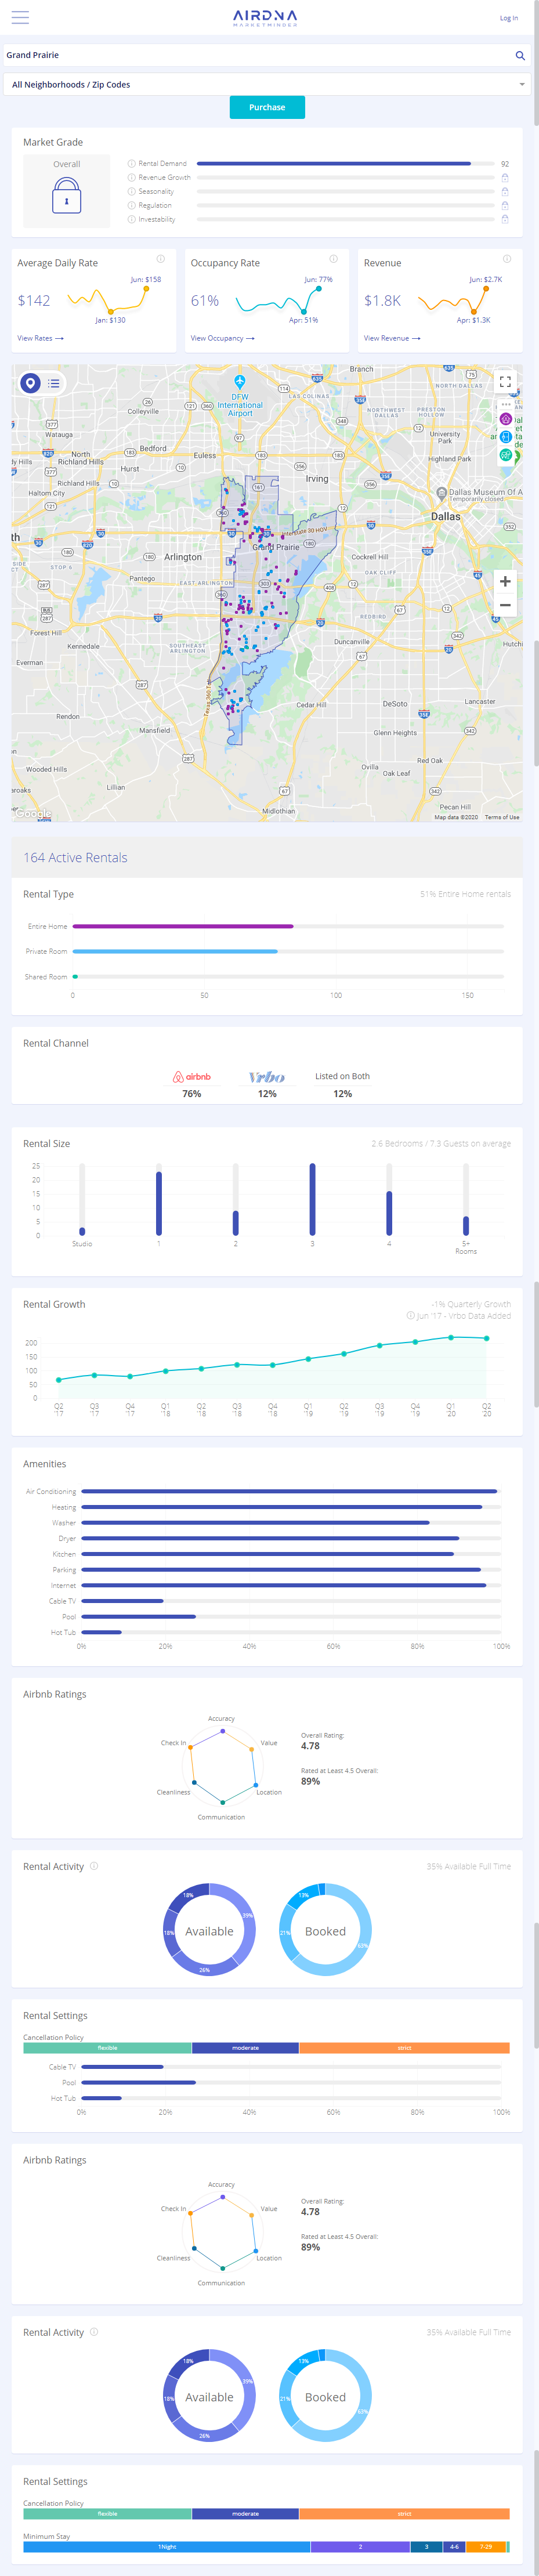 AIRDNA
MARKETMINDER
Log In
Grand Prairie
All Neighborhoods / Zip Codes
Purchase
Market Grade
Overall
Rental Demand 92
Revenue Growth
Seasonality
Regulation
Investability
Average Daily Rate
Jun: $158
$142
Jan: $130
View Rates
Occupancy Rate
Jun: 77%
61%
Apr: 51%
View Occupancy
Revenue
Jun: $2.7K
$1.8K
Apr: $1.3K
View Revenue
Branch
NORTH DALLAS
DFW
International
Airport
LAS COLINAS
Colleyville
NORTHWEST
DALLAS
PRESTON
HOLLOW
Watauga
University
Park
North
Richland Hills
Bedford
Euless
Highland Park
Hurst
Irving
Richland Hills
Haltom City
Dallas Museum Of A
Temporarily closed
Dallas
Interstate 30 HOV
Grand Prairie
Arlington
Cockrell Hill
STOP 6
Pantego
EAST ARLINGTON
OAK CLIFF
REDBIRD
Forest Hill
Kennedale
SOUTHEAST
ARLINGTON
Duncanville
Hutchi
Everman
Rendon
Mansfield
Cedar Hill
DeSoto
Lancaster
Glenn Heights
Wooded Hills
Ovilla
Red Oak
Oak Leaf
Lillian
Midlothian
Pecan Hill
Google
Map data ©2020 Terms of Use
164 Active Rentals
Rental Type
51% Entire Home rentals
Entire Home
Private Room
Shared Room
0 50 100 150
Rental Channel
airbnb
Vrbo
Listed on Both
76% 12% 12%
Rental Size
2.6 Bedrooms / 7.3 Guests on average
25
20
15
10
5
0
Studio 1 2 3 4 5+
Rooms
Rental Growth
-1% Quarterly Growth
Jun '17 - Vrbo Data Added
200
150
100
50
0
Q2 Q3 Q4 Q1 Q2 Q3 Q4 Q1 Q2 Q3 Q4 Q1 Q2
'17 '17 '17 '18 '18 '18 '18 '19 '19 '19 '19 '20 '20
Amenities
Air Conditioning
Heating
Washer
Dryer
Kitchen
Parking
Internet
Cable TV
Pool
Hot Tub
0% 20% 40% 60% 80% 100%
Airbnb Ratings
Accuracy
Check In
Value
Cleanliness
Location
Communication
Overall Rating:
4.78
Rated at Least 4.5 Overall:
89%
Rental Activity
35% Available Full Time
18%
39%
18%
26%
Available
13%
21%
63%
Booked
Rental Settings
Cancellation Policy
flexible moderate strict
Cable TV
Pool
Hot Tub
0% 20% 40% 60% 80% 100%
Airbnb Ratings
Accuracy
Check In
Value
Cleanliness
Location
Communication
Overall Rating:
4.78
Rated at Least 4.5 Overall:
89%
Rental Activity
35% Available Full Time
18%
39%
18%
26%
Available
13%
21%
63%
Booked
Rental Settings
Cancellation Policy
flexible moderate strict
Minimum Stay
1Night 2 3 4-6 7-29